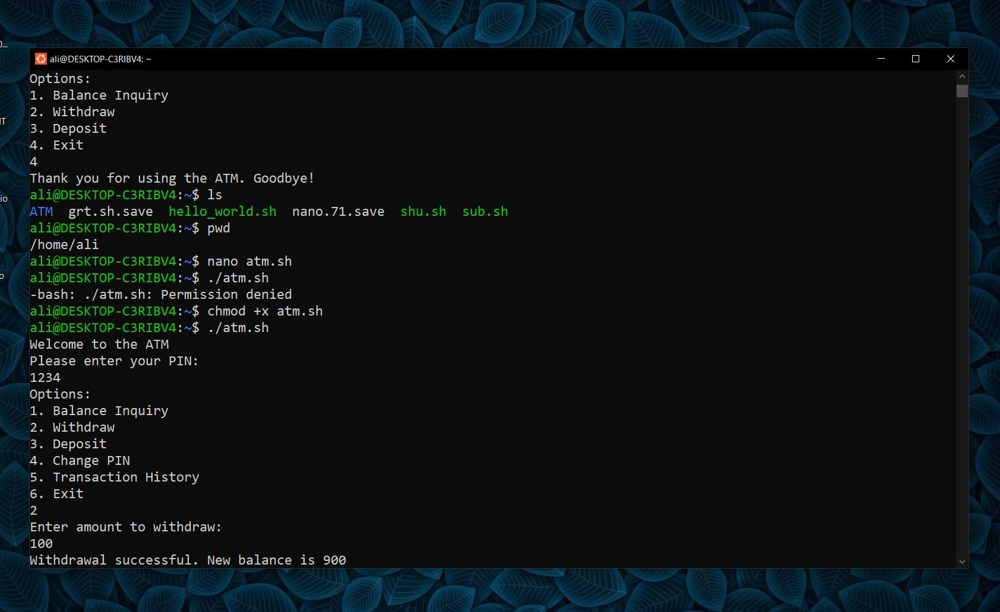 0...
IT
io
o
ali@DESKTOP-C3RIBV4: ~
Options:
1. Balance Inquiry
2. Withdraw
3. Deposit
4. Exit
4
Thank you for using the ATM. Goodbye!
ali@DESKTOP-C3RIBV4:~$ ls
ATM  grt.sh.save  hello_world.sh  nano.71.save  shu.sh  sub.sh
ali@DESKTOP-C3RIBV4:~$ pwd
/home/ali
ali@DESKTOP-C3RIBV4:~$ nano atm.sh
ali@DESKTOP-C3RIBV4:~$ ./atm.sh
-bash: ./atm.sh: Permission denied
ali@DESKTOP-C3RIBV4:~$ chmod +x atm.sh
ali@DESKTOP-C3RIBV4:~$ ./atm.sh
Welcome to the ATM
Please enter your PIN:
1234
Options:
1. Balance Inquiry
2. Withdraw
3. Deposit
4. Change PIN
5. Transaction History
6. Exit
2
Enter amount to withdraw:
100
Withdrawal successful. New balance is 900